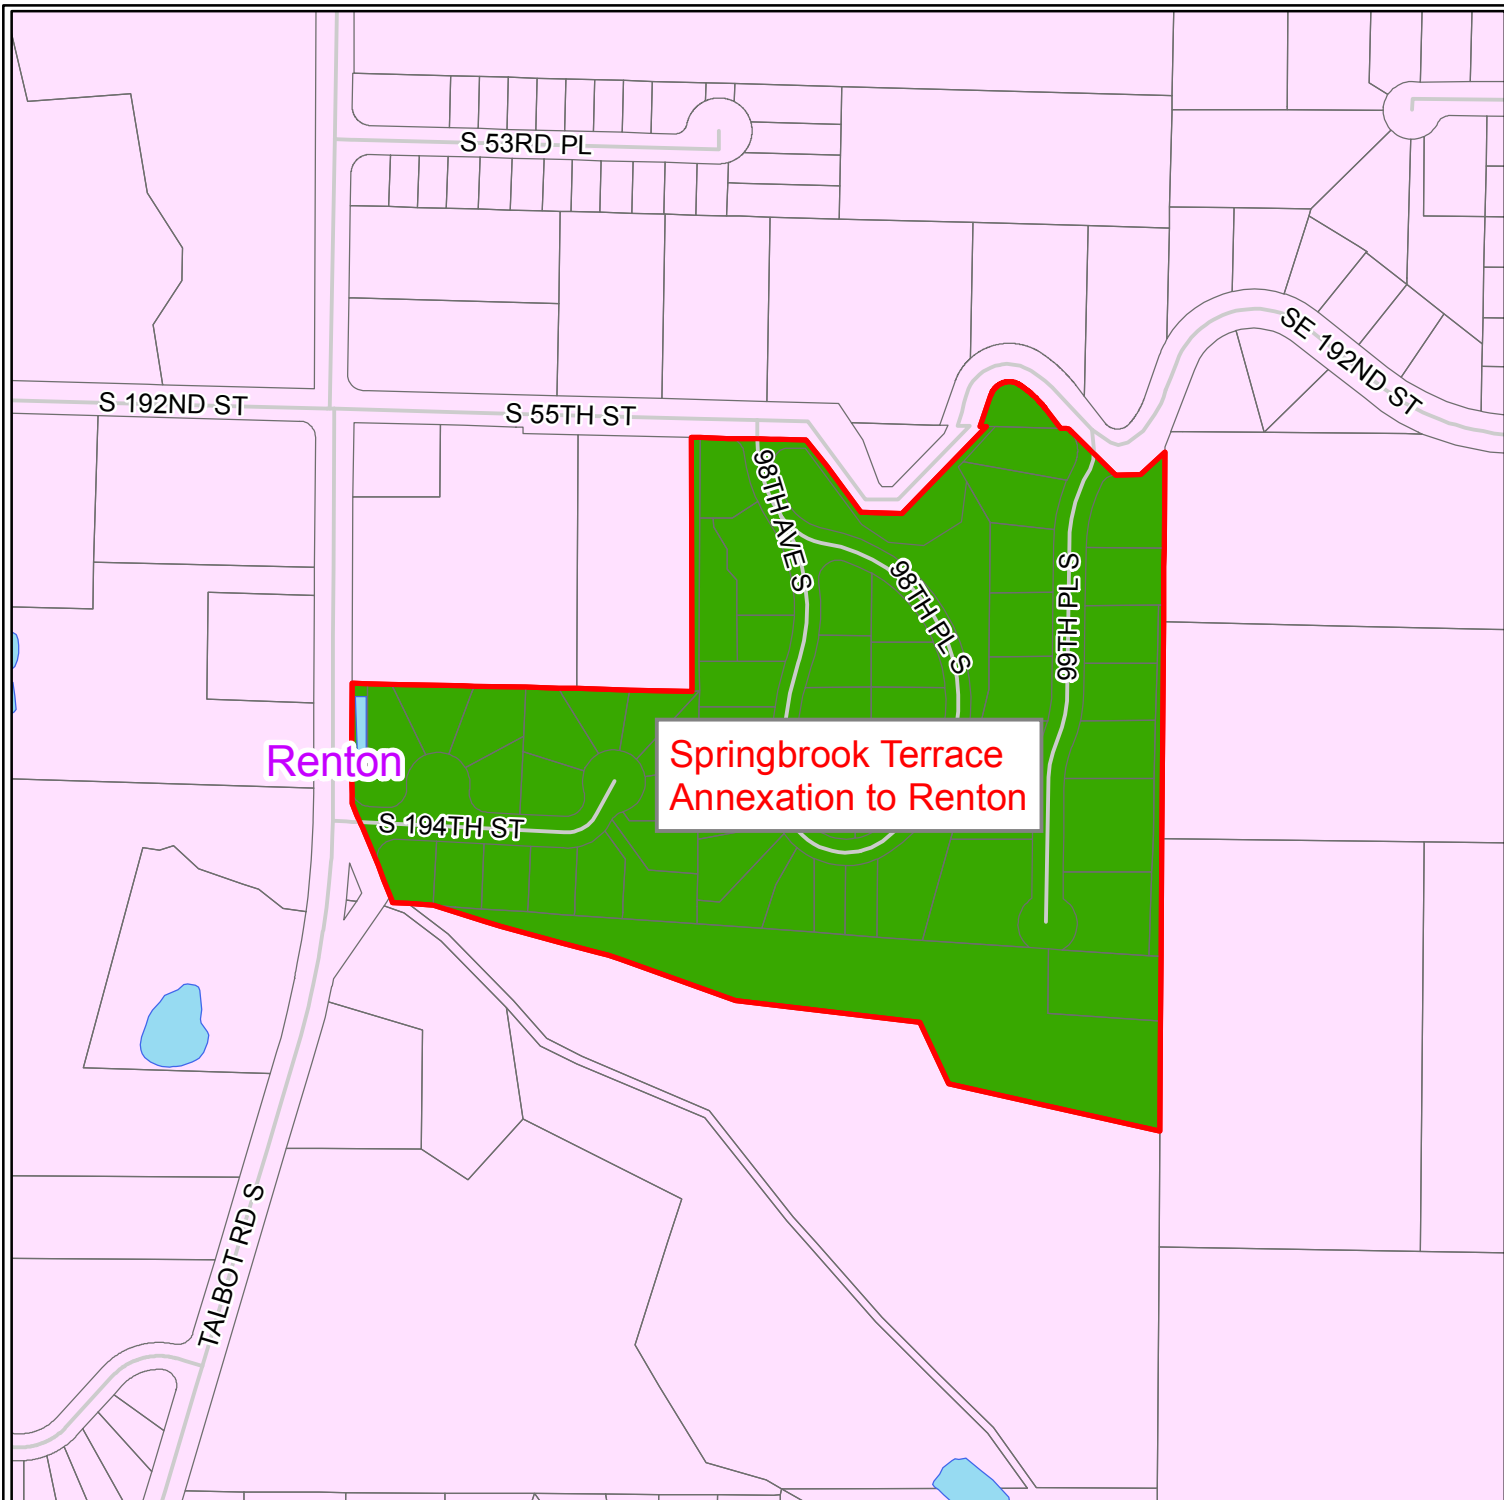 S 53RD PL
SE 192ND ST
S 192ND ST
S 55TH ST
98TH AVE S
98TH PL S
99TH PL S
Renton
Springbrook Terrace
Annexation to Renton
S 194TH ST
TALBOT RD S